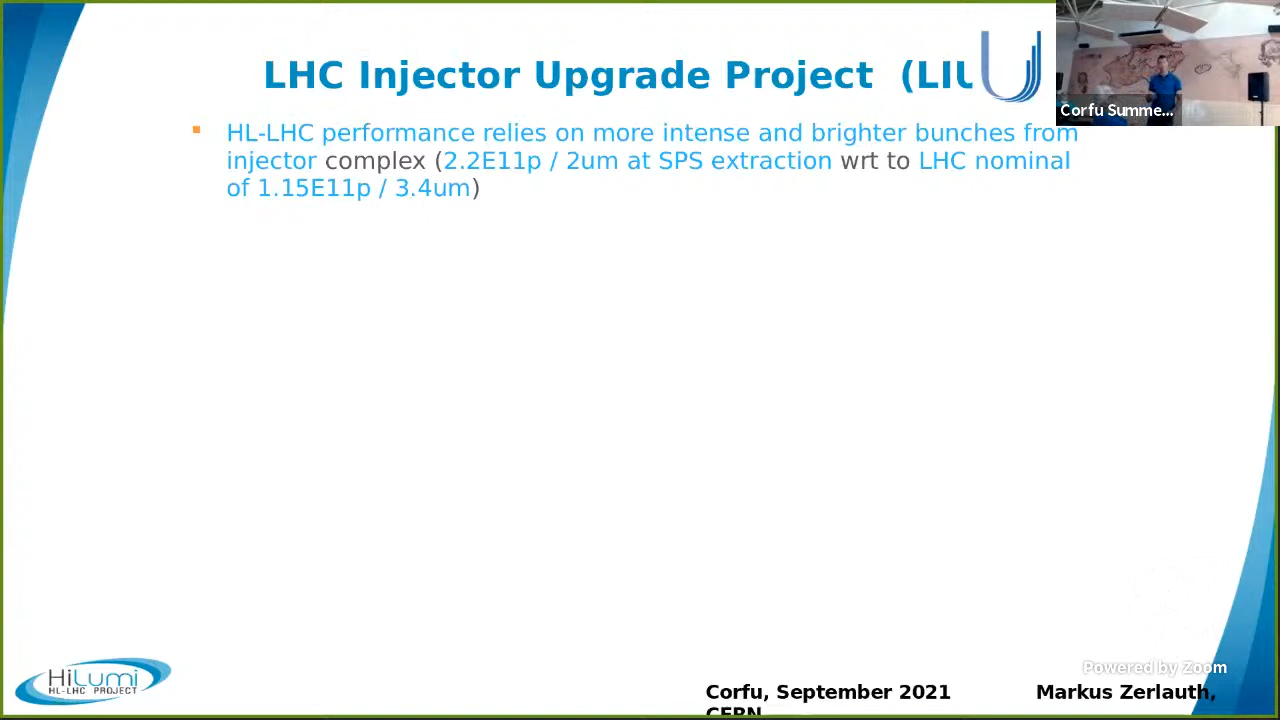 LHC Injector Upgrade Project (LIU
Corfu Summe...
HL-LHC performance relies on more intense and brighter bunches from
injector complex (2.2E11p / 2um at SPS extraction wrt to LHC nominal
of 1.15E11p / 3.4um)
Powered by Zoom
HiLumi
HL-LHC PROJECT
Corfu, September 2021 Markus Zerlauth,
CERN